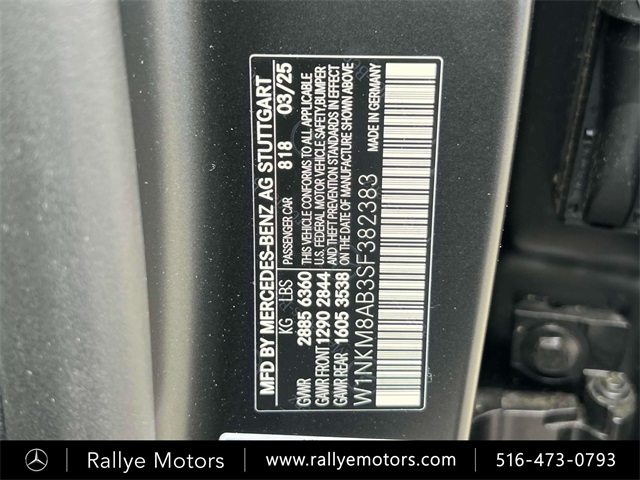 MFD BY MERCEDES-BENZ AG STUTTGART
PASSENGER CAR 818 03/25
KG LBS
GVWR 2885 6360
GAWR FRONT 1290 2844
GAWR REAR 1605 3538
THIS VEHICLE CONFORMS TO ALL APPLICABLE
U.S. FEDERAL MOTOR VEHICLE SAFETY,BUMPER
AND THEFT PREVENTION STANDARDS IN EFFECT
ON THE DATE OF MANUFACTURE SHOWN ABOVE.
W1NKM8AB3SF382383 MADE IN GERMANY
Rallye Motors
www.rallyemotors.com
516-473-0793